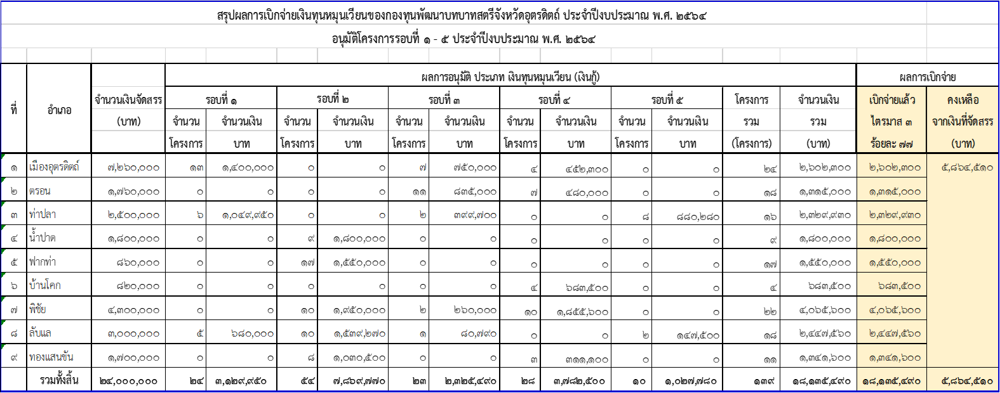 สรุปผลการเบิกจ่ายเงินทุนหมุนเวียนของกองทุนพัฒนาบทบาทสตรีจังหวัดอุตรดิตถ์ ประจำปีงบประมาณ พ.ศ. ๒๕๖๔
อนุมัติโครงการรอบที่ ๑ - ๕ ประจำปีงบประมาณ พ.ศ. ๒๕๖๔
ผลการอนุมัติ ประเภท เงินทุนหมุนเวียน (เงินกู้) ผลการเบิกจ่าย
ที่ อำเภอ จำนวนเงินจัดสรร รอบที่ ๑ รอบที่ ๒ รอบที่ ๓ รอบที่ ๔ รอบที่ ๕ โครงการ จำนวนเงิน เบิกจ่ายแล้ว คงเหลือ
(บาท) จำนวน จำนวนเงิน จำนวน จำนวนเงิน จำนวน จำนวนเงิน จำนวน จำนวนเงิน จำนวน จำนวนเงิน รวม รวม ไตรมาส ๓ จากเงินที่จัดสรร
โครงการ บาท โครงการ บาท โครงการ บาท โครงการ บาท โครงการ บาท (โครงการ) (บาท) ร้อยละ ๗๗ (บาท)
๑ เมืองอุตรดิตถ์ ๗,๒๖๐,๐๐๐ ๑๓ ๑,๔๐๐,๐๐๐ ๐ ๐ ๗ ๗๕๐,๐๐๐ ๔ ๔๕๒,๓๐๐ ๐ ๐ ๒๔ ๒,๖๐๒,๓๐๐ ๒,๖๐๒,๓๐๐ ๕,๘๖๔,๕๑๐
๒ ตรอน ๑,๗๖๐,๐๐๐ ๐ ๐ ๐ ๐ ๑๑ ๘๓๕,๐๐๐ ๗ ๔๘๐,๐๐๐ ๐ ๐ ๑๘ ๑,๓๑๕,๐๐๐ ๑,๓๑๕,๐๐๐
๓ ท่าปลา ๒,๕๐๐,๐๐๐ ๖ ๑,๐๔๙,๙๕๐ ๐ ๐ ๒ ๓๙๙,๗๐๐ ๐ ๐ ๘ ๘๘๐,๒๘๐ ๑๖ ๒,๓๒๙,๙๓๐ ๒,๓๒๙,๙๓๐
๔ น้ำปาด ๑,๘๐๐,๐๐๐ ๐ ๐ ๙ ๑,๘๐๐,๐๐๐ ๐ ๐ ๐ ๐ ๐ ๐ ๙ ๑,๘๐๐,๐๐๐ ๑,๘๐๐,๐๐๐
๕ ฟากท่า ๘๖๐,๐๐๐ ๐ ๐ ๑๗ ๑,๕๕๐,๐๐๐ ๐ ๐ ๐ ๐ ๐ ๐ ๑๗ ๑,๕๕๐,๐๐๐ ๑,๕๕๐,๐๐๐
๖ บ้านโคก ๘๒๐,๐๐๐ ๐ ๐ ๐ ๐ ๐ ๐ ๔ ๖๘๓,๕๐๐ ๐ ๐ ๔ ๖๘๓,๕๐๐ ๖๘๓,๕๐๐
๗ พิชัย ๔,๓๐๐,๐๐๐ ๐ ๐ ๑๐ ๑,๙๕๐,๐๐๐ ๒ ๒๖๐,๐๐๐ ๑๐ ๑,๘๕๕,๖๐๐ ๐ ๐ ๒๒ ๔,๐๖๕,๖๐๐ ๔,๐๖๕,๖๐๐
๘ ลับแล ๓,๐๐๐,๐๐๐ ๕ ๖๘๐,๐๐๐ ๑๐ ๑,๕๓๙,๒๗๐ ๑ ๘๐,๗๙๐ ๐ ๐ ๒ ๑๔๗,๕๐๐ ๑๘ ๒,๔๔๗,๕๖๐ ๒,๔๔๗,๕๖๐
๙ ทองแสนขัน ๑,๗๐๐,๐๐๐ ๐ ๐ ๘ ๑,๐๓๐,๕๐๐ ๐ ๐ ๓ ๓๑๑,๑๐๐ ๐ ๐ ๑๑ ๑,๓๔๑,๖๐๐ ๑,๓๔๑,๖๐๐
รวมทั้งสิ้น ๒๔,๐๐๐,๐๐๐ ๒๔ ๓,๑๒๙,๙๕๐ ๕๔ ๗,๘๖๙,๗๗๐ ๒๓ ๒,๓๒๕,๔๙๐ ๒๘ ๓,๗๘๒,๕๐๐ ๑๐ ๑,๐๒๗,๗๘๐ ๑๓๙ ๑๘,๑๓๕,๔๙๐ ๑๘,๑๓๕,๔๙๐ ๕,๘๖๔,๕๑๐